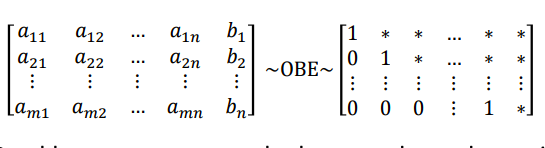 a₁₁ a₁₂ … a₁ₙ b₁ 1 * * … * *
a₂₁ a₂₂ … a₂ₙ b₂ ~OBE~ 0 1 * … * *
⋮ ⋮ ⋮ ⋮ ⋮ ⋮ ⋮ ⋮ ⋮ ⋮
aₘ₁ aₘ₂ … aₘₙ bₙ 0 0 0 ⋮ 1 *